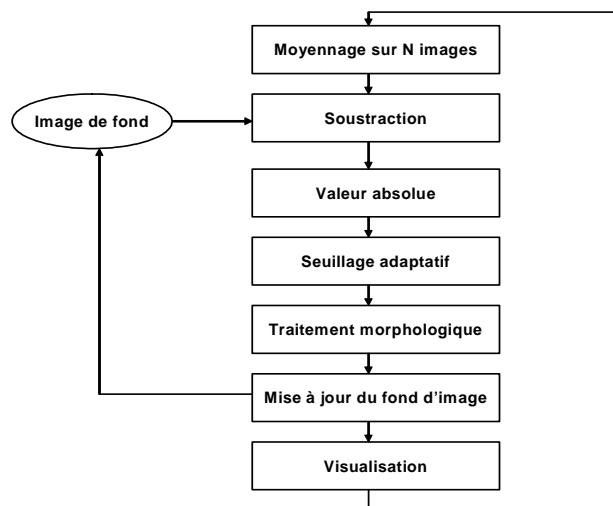 Moyennage sur N images
Image de fond
Soustraction
Valeur absolue
Seuillage adaptatif
Traitement morphologique
Mise à jour du fond d'image
Visualisation